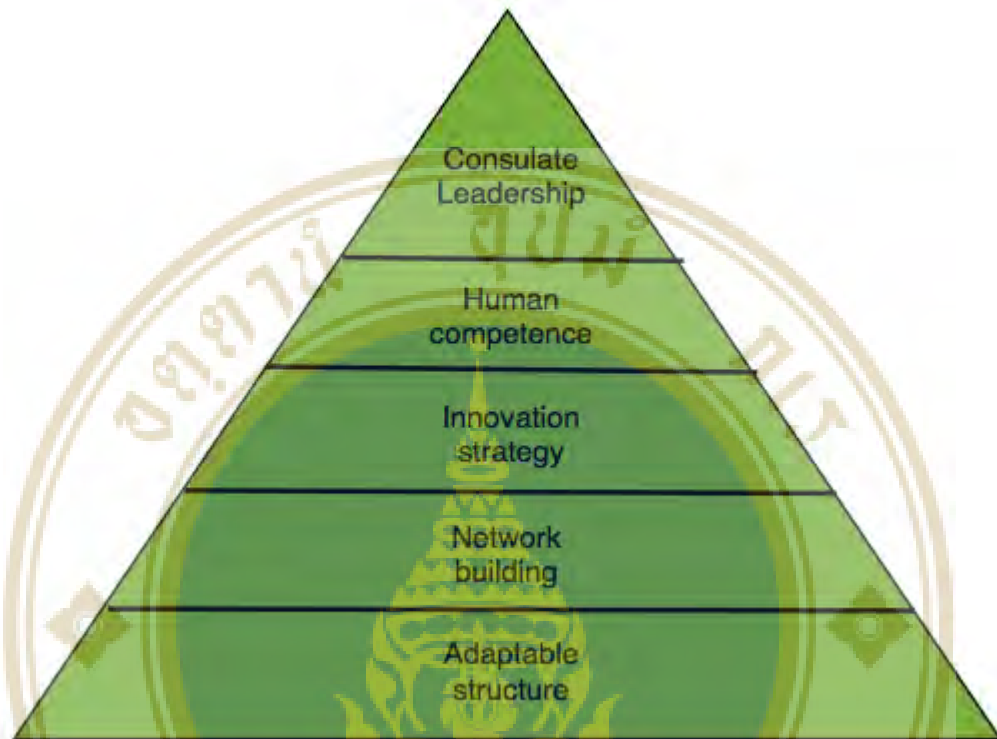 Consulate
Leadership
Human
competence
Innovation
strategy
Network
building
Adaptable
structure